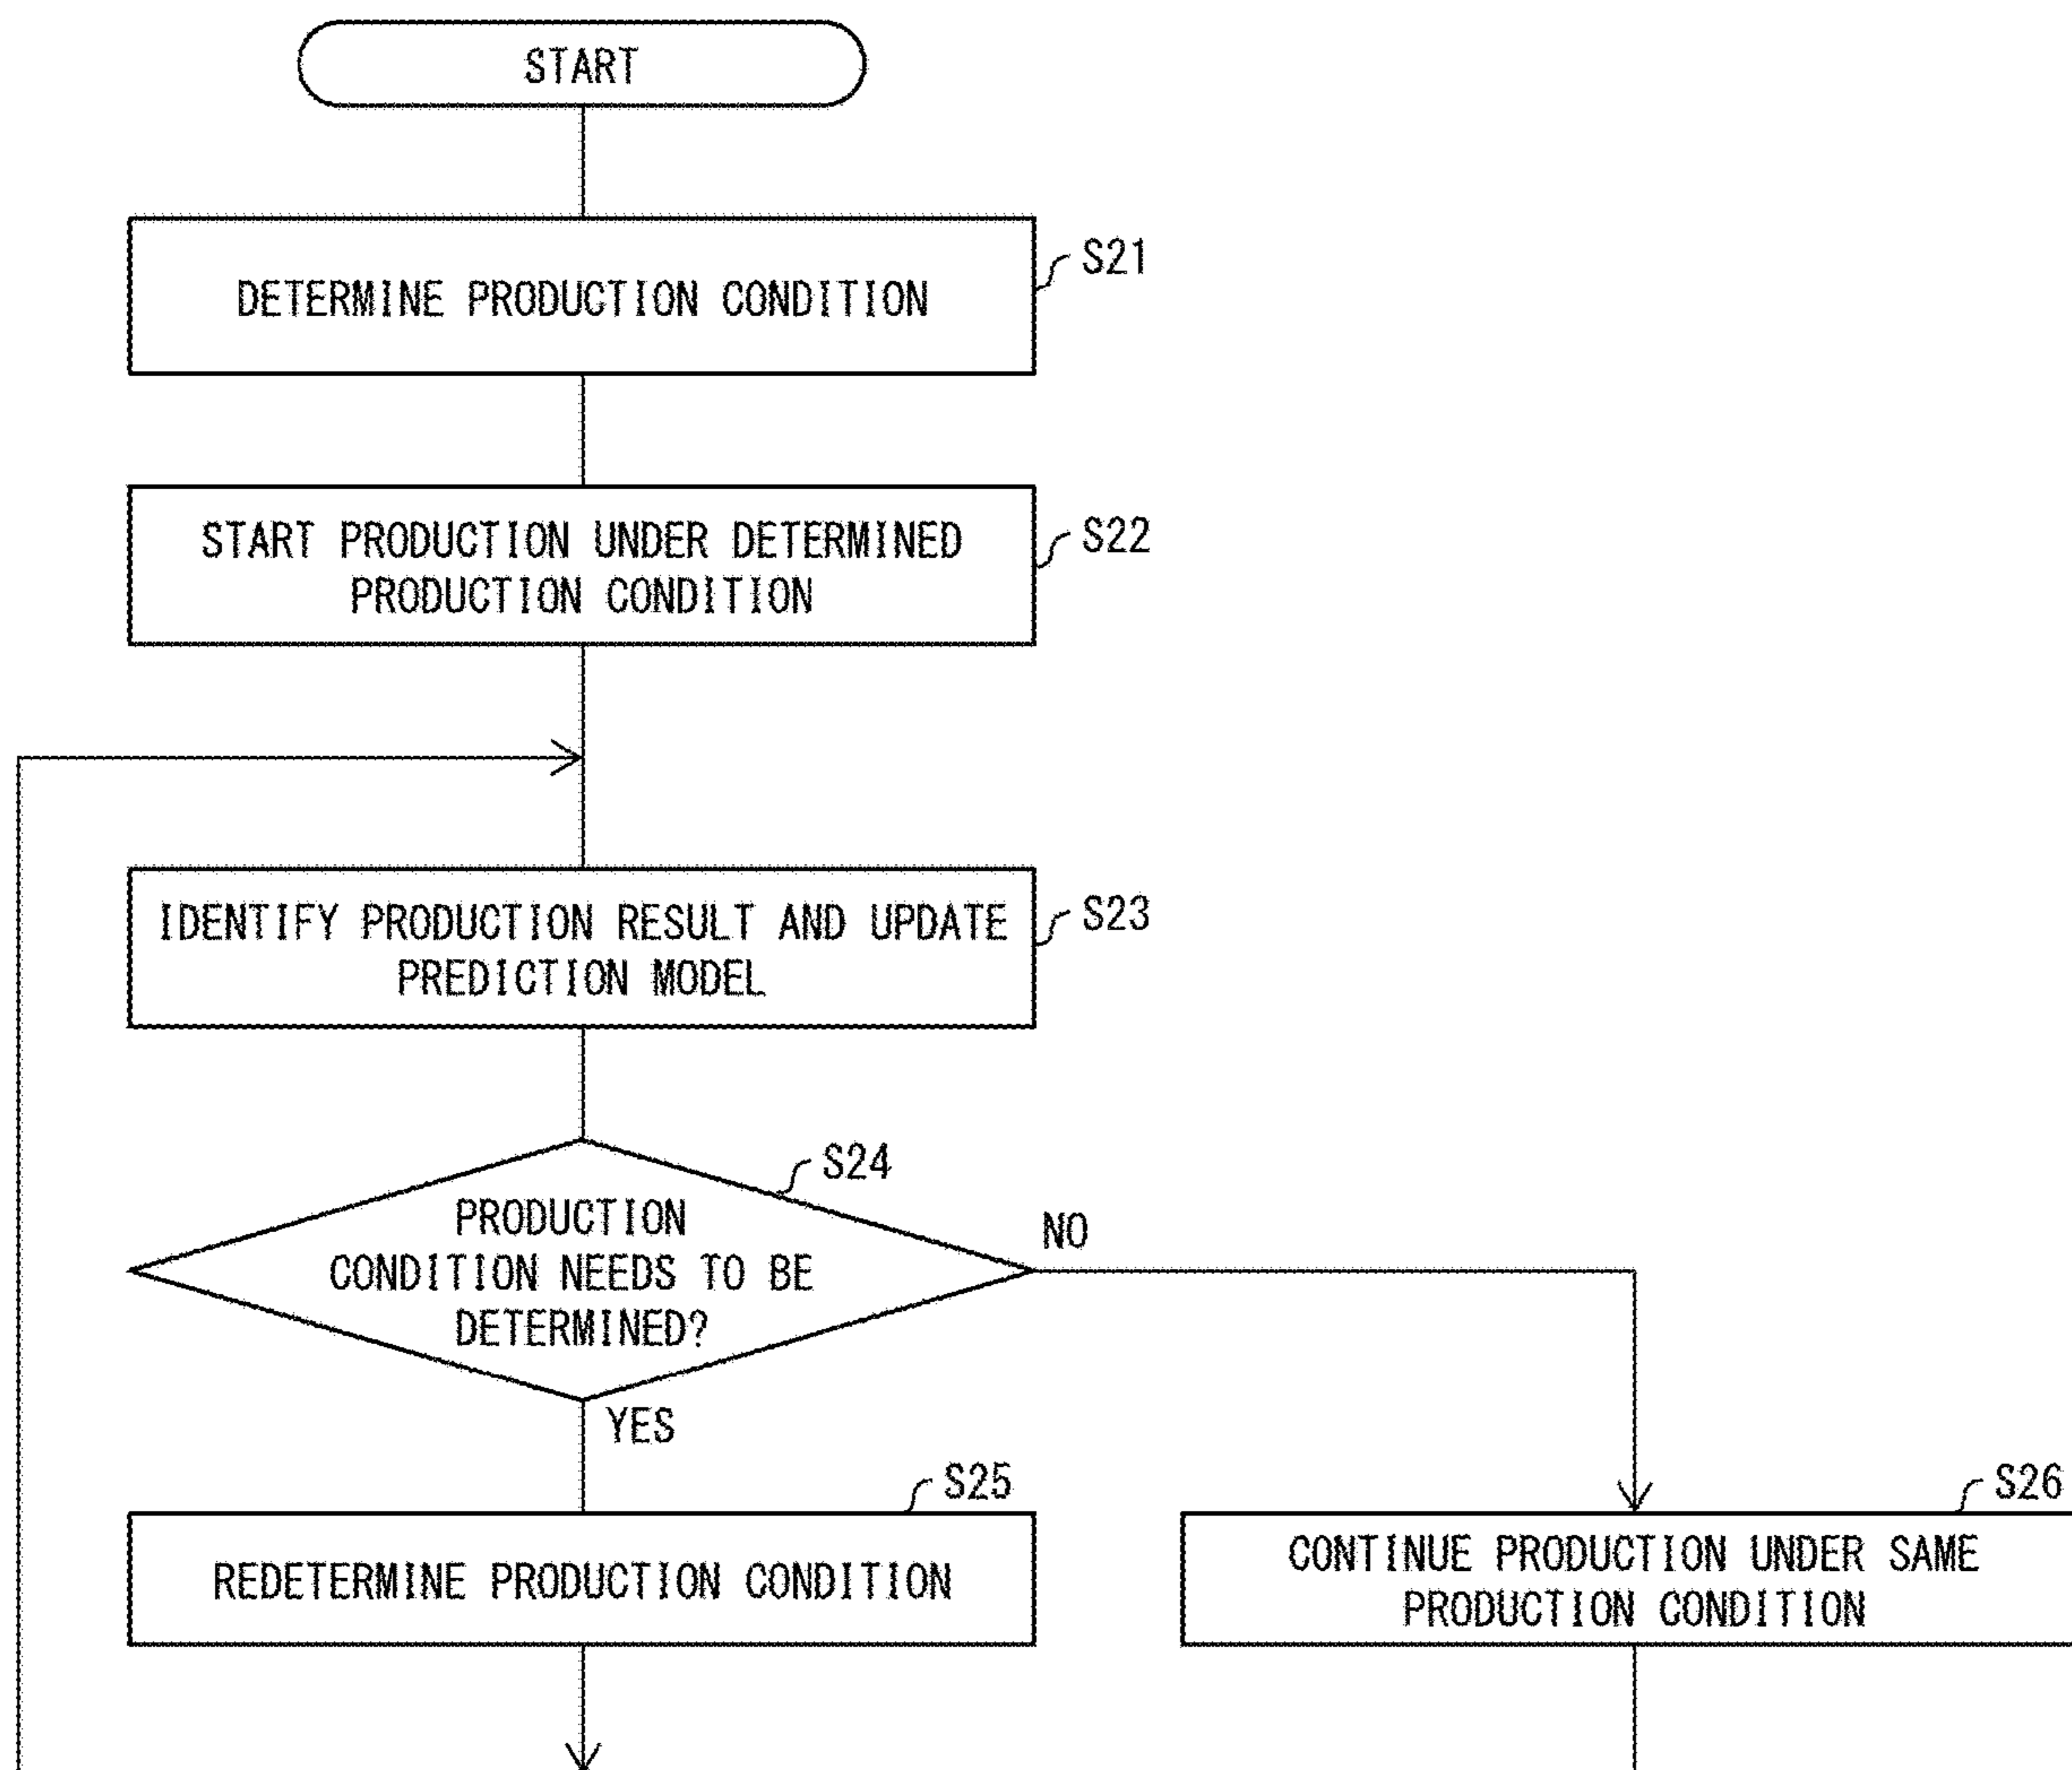 START
S21
DETERMINE PRODUCTION CONDITION
S22
START PRODUCTION UNDER DETERMINED
PRODUCTION CONDITION
S23
IDENTIFY PRODUCTION RESULT AND UPDATE
PREDICTION MODEL
S24
PRODUCTION
CONDITION NEEDS TO BE
DETERMINED?
NO
YES
S25
REDETERMINE PRODUCTION CONDITION
S26
CONTINUE PRODUCTION UNDER SAME
PRODUCTION CONDITION